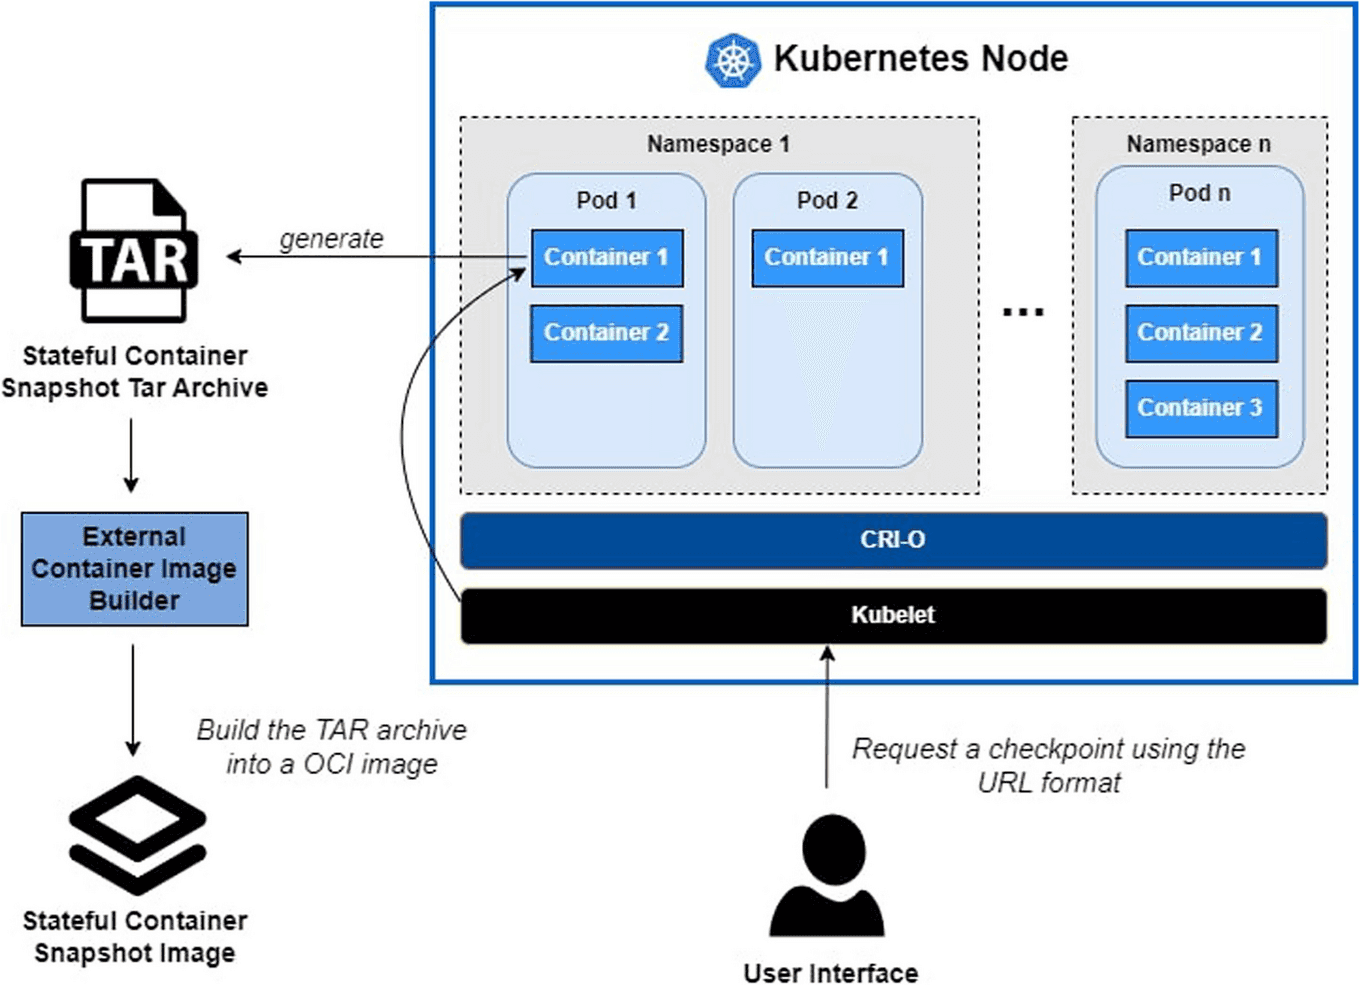 Kubernetes Node
Namespace 1
Pod 1
Container 1
Container 2
Pod 2
Container 1
...
Namespace n
Pod n
Container 1
Container 2
Container 3
CRI-O
Kubelet
generate
TAR
Stateful Container
Snapshot Tar Archive
External
Container Image
Builder
Build the TAR archive
into a OCI image
Stateful Container
Snapshot Image
Request a checkpoint using the
URL format
User Interface